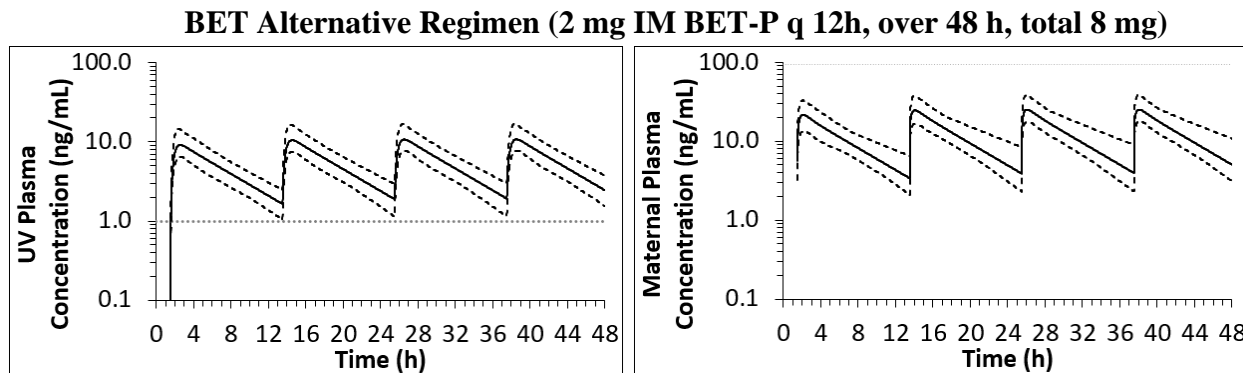 BET Alternative Regimen (2 mg IM BET-P q 12h, over 48 h, total 8 mg)
UV Plasma
Concentration (ng/mL)
100.0
10.0
1.0
0.1
0 4 8 12 16 20 24 28 32 36 40 44 48
Time (h)
Maternal Plasma
Concentration (ng/mL)
100.0
10.0
1.0
0.1
0 4 8 12 16 20 24 28 32 36 40 44 48
Time (h)